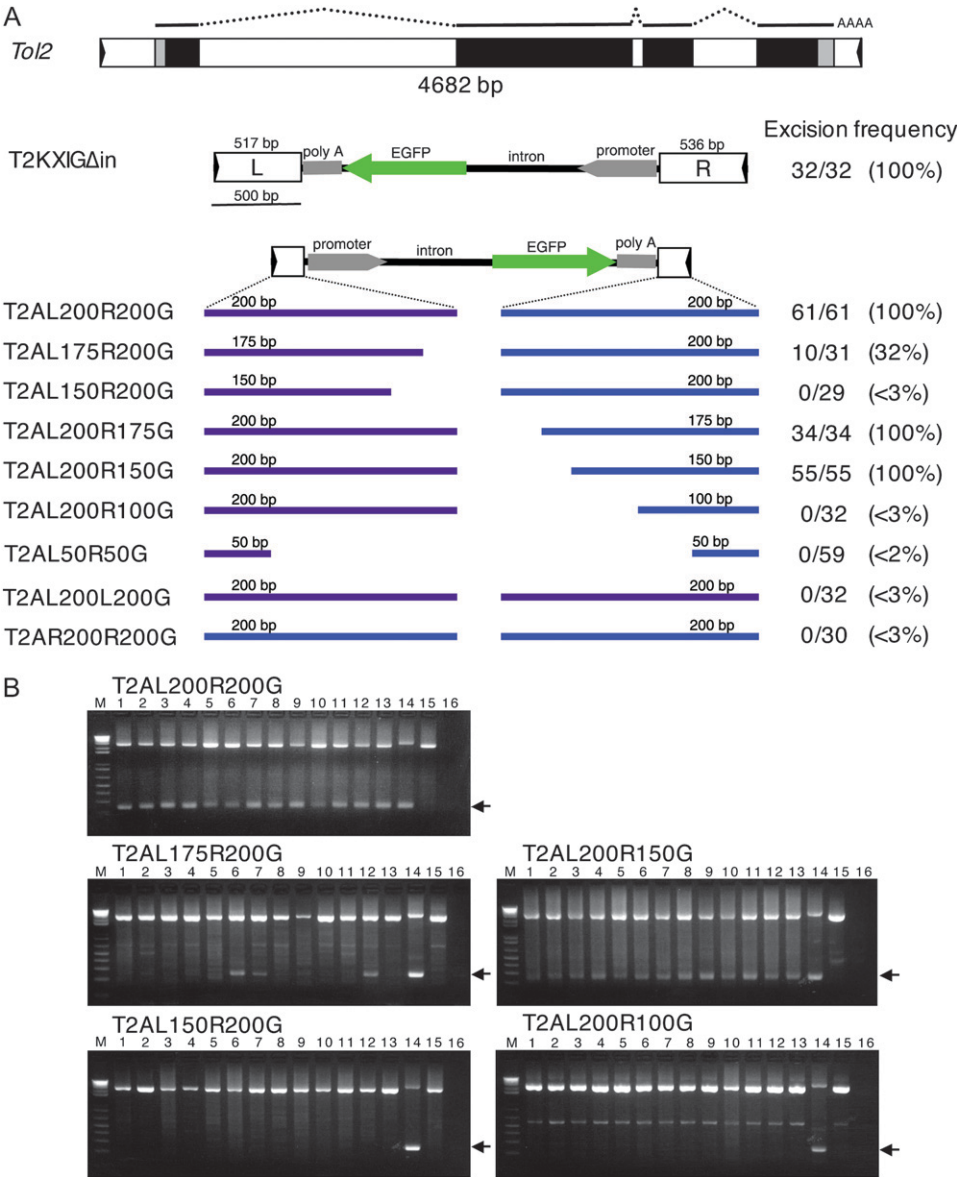 A
AAAA
Tol2
4682 bp
Excision frequency
T2KXIGΔin
517 bp
poly A
EGFP
intron
promoter
536 bp
L
R
32/32 (100%)
500 bp
promoter
intron
EGFP
poly A
T2AL200R200G 200 bp 200 bp 61/61 (100%)
T2AL175R200G 175 bp 200 bp 10/31 (32%)
T2AL150R200G 150 bp 200 bp 0/29 (<3%)
T2AL200R175G 200 bp 175 bp 34/34 (100%)
T2AL200R150G 200 bp 150 bp 55/55 (100%)
T2AL200R100G 200 bp 100 bp 0/32 (<3%)
T2AL50R50G 50 bp 50 bp 0/59 (<2%)
T2AL200L200G 200 bp 200 bp 0/32 (<3%)
T2AR200R200G 200 bp 200 bp 0/30 (<3%)
B
T2AL200R200G
M 1 2 3 4 5 6 7 8 9 10 11 12 13 14 15 16
T2AL175R200G
M 1 2 3 4 5 6 7 8 9 10 11 12 13 14 15 16
T2AL200R150G
M 1 2 3 4 5 6 7 8 9 10 11 12 13 14 15 16
T2AL150R200G
M 1 2 3 4 5 6 7 8 9 10 11 12 13 14 15 16
T2AL200R100G
M 1 2 3 4 5 6 7 8 9 10 11 12 13 14 15 16